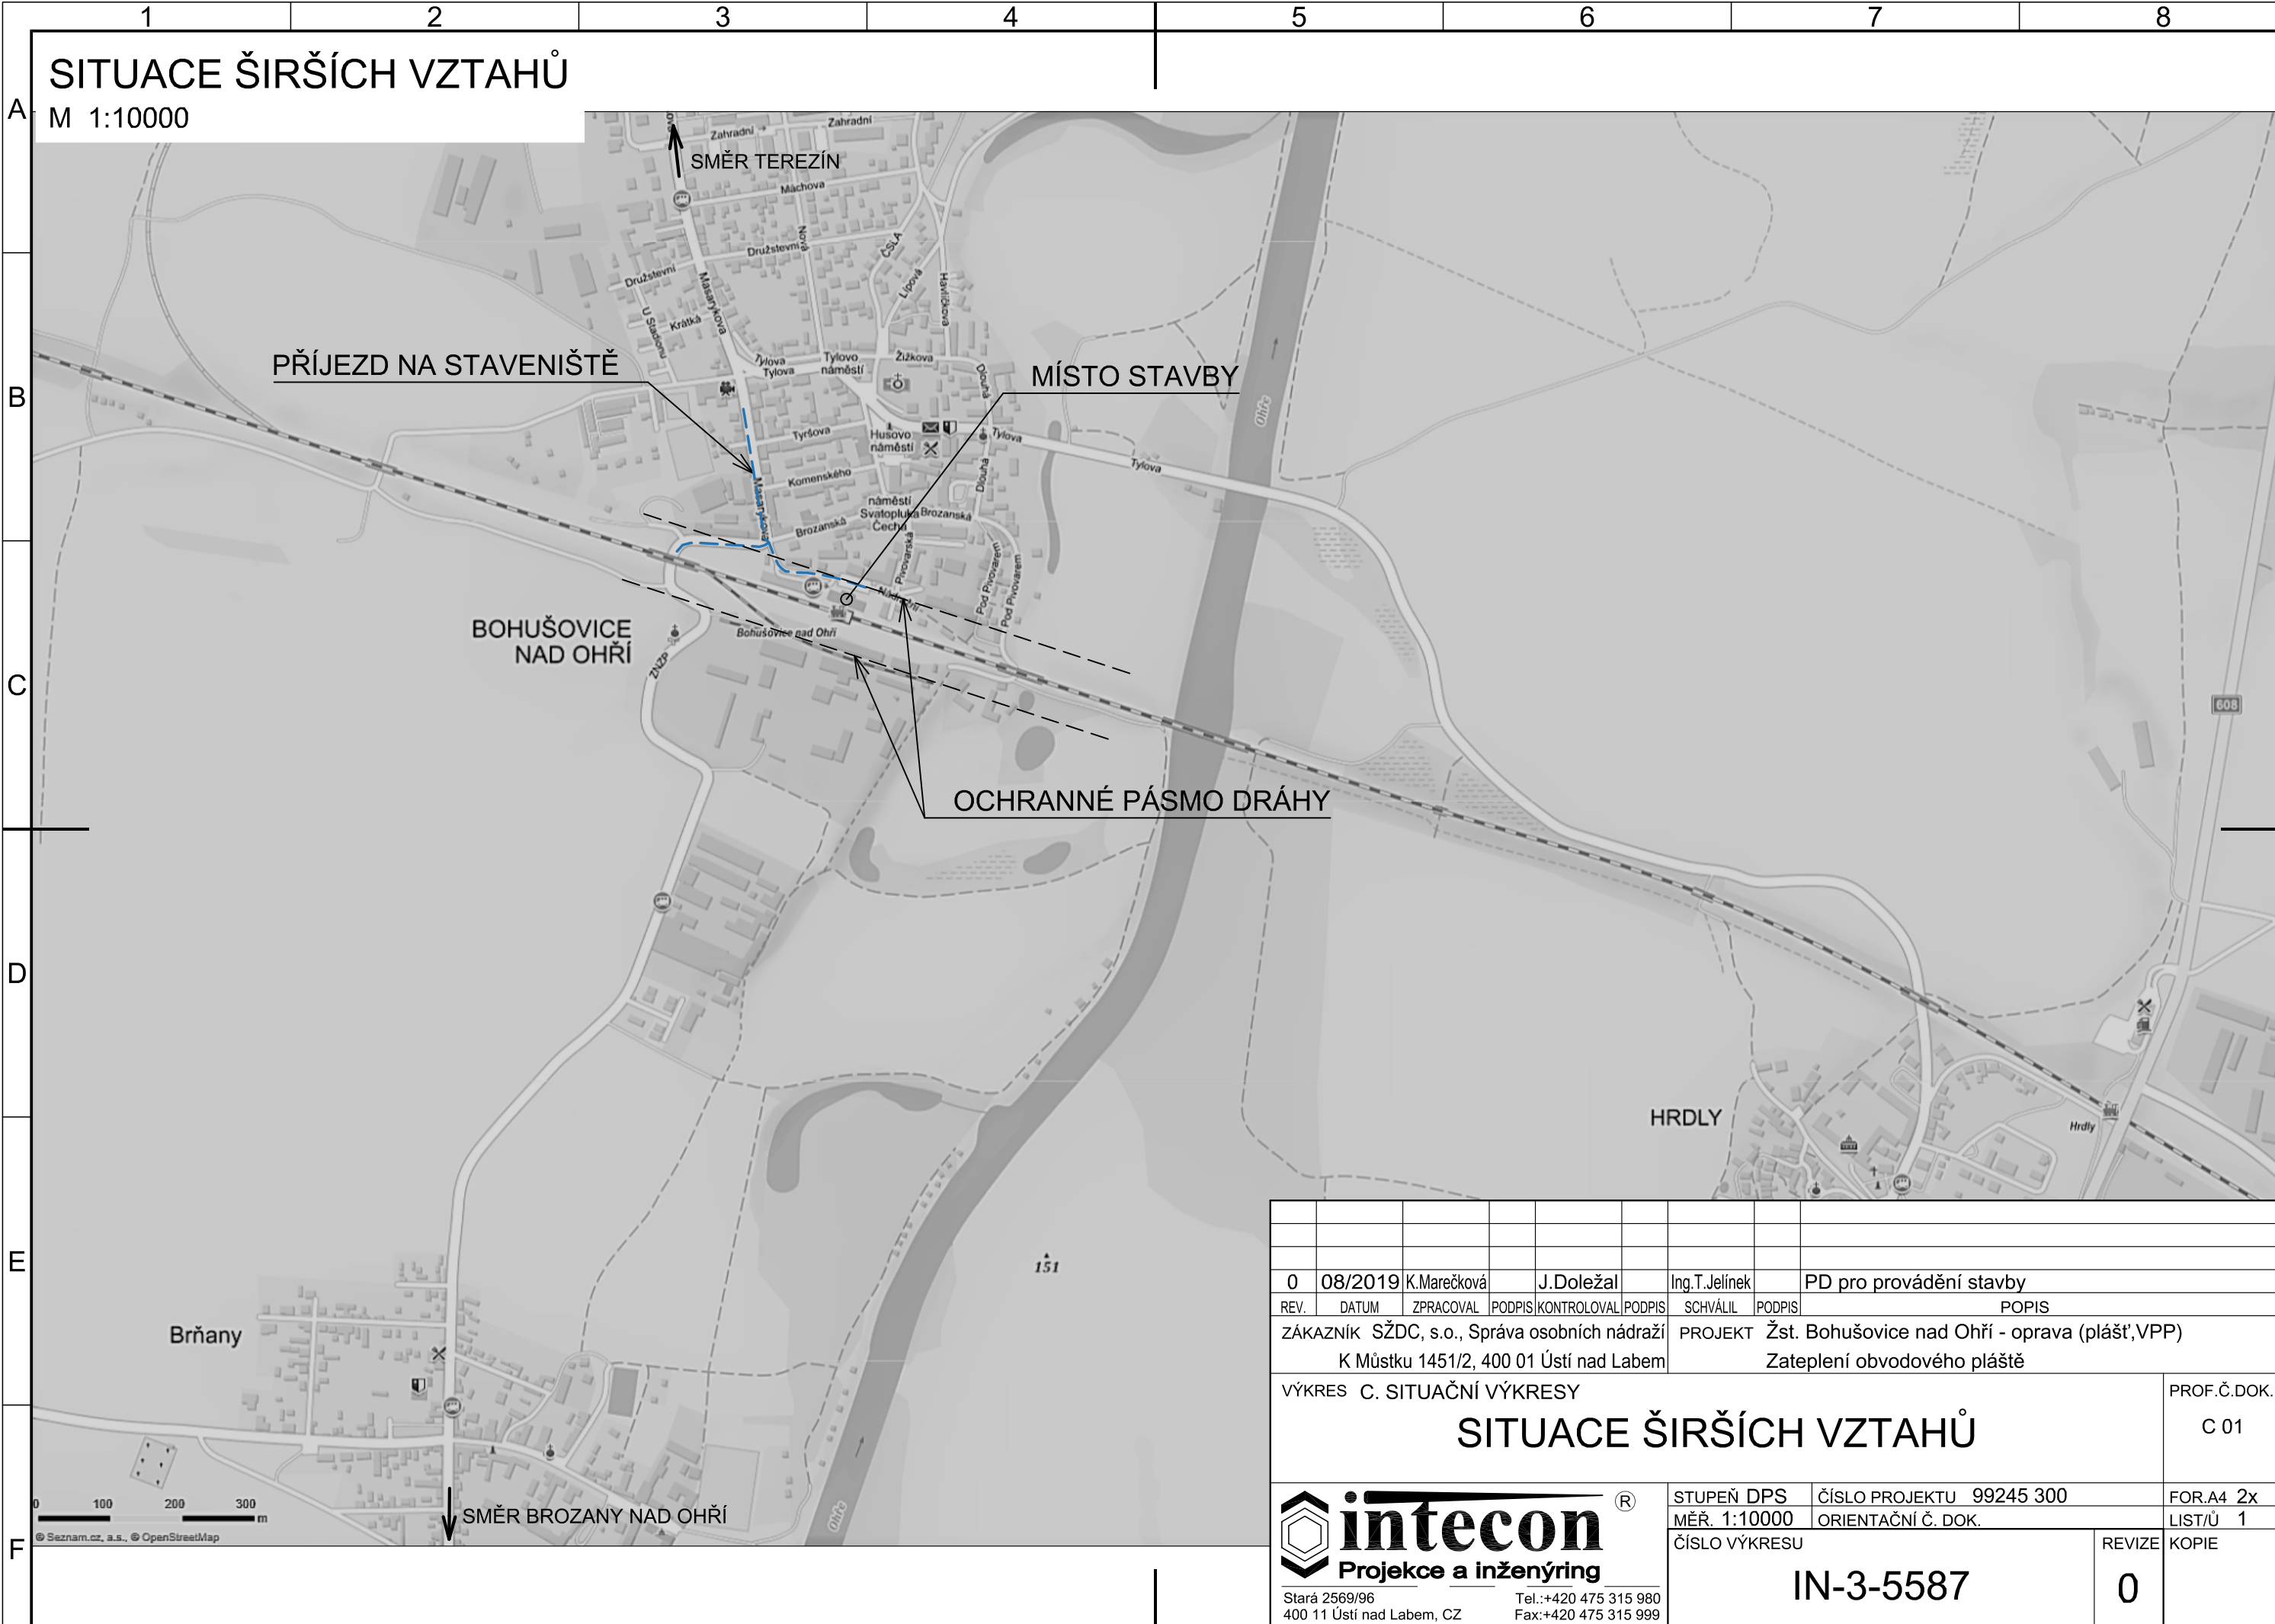 1 2 3 4 5 6 7 8
A
B
C
D
E
F
SITUACE ŠIRŠÍCH VZTAHŮ
M 1:10000
SMĚR TEREZÍN
Zahradní
Zahradní
Máchova
Nová
Družstevní
Družstevní
ČSLA
Lípová
Havlíčkova
Masarykova
U Stadionu
Krátká
PŘÍJEZD NA STAVENIŠTĚ
Tylova
Tylova
Tylovo
náměstí
Žižkova
Dlouhá
MÍSTO STAVBY
Ohře
Tyršova
Husovo
náměstí
Tylova
Tylova
Komenského
Dlouhá
Masarykova
náměstí
Svatopluka
Čecha
Brozanská
Brozanská
Pivovarská
Pod Pivovarem
Pod Pivovarem
Nádražní
BOHUŠOVICE
NAD OHŘÍ
Bohušovice nad Ohří
ZNZP
608
OCHRANNÉ PÁSMO DRÁHY
HRDLY
Hrdly
151
Brňany
0 100 200 300
m
© Seznam.cz, a.s., © OpenStreetMap
SMĚR BROZANY NAD OHŘÍ
Ohře
0 08/2019 K.Marečková J.Doležal Ing.T.Jelínek PD pro provádění stavby
REV. DATUM ZPRACOVAL PODPIS KONTROLOVAL PODPIS SCHVÁLIL PODPIS POPIS
ZÁKAZNÍK SŽDC, s.o., Správa osobních nádraží
K Můstku 1451/2, 400 01 Ústí nad Labem
PROJEKT Žst. Bohušovice nad Ohří - oprava (plášť,VPP)
Zateplení obvodového pláště
VÝKRES C. SITUAČNÍ VÝKRESY
SITUACE ŠIRŠÍCH VZTAHŮ
PROF.Č.DOK.
C 01
intecon ®
Projekce a inženýring
Stará 2569/96
400 11 Ústí nad Labem, CZ
Tel.:+420 475 315 980
Fax:+420 475 315 999
STUPEŇ DPS
ČÍSLO PROJEKTU 99245 300
FOR.A4 2x
MĚŘ. 1:10000
ORIENTAČNÍ Č. DOK.
LIST/Ů 1
ČÍSLO VÝKRESU
IN-3-5587
REVIZE
0
KOPIE